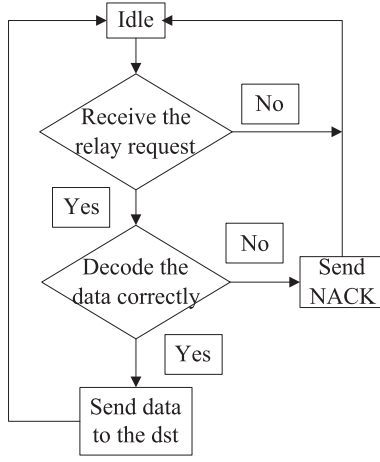 Idle
Receive the
relay request
No
Yes
Decode the
data correctly
No
Send
NACK
Yes
Send data
to the dst